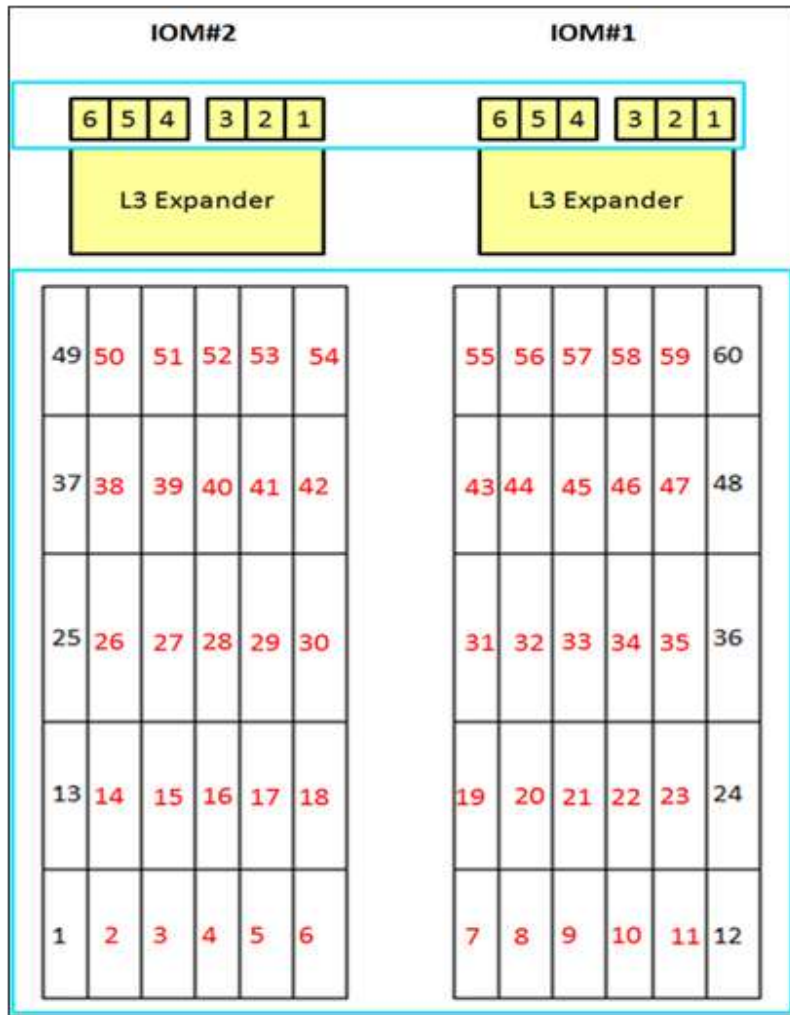 IOM#2 IOM#1
6 5 4 3 2 1 6 5 4 3 2 1
L3 Expander L3 Expander
49 50 51 52 53 54 55 56 57 58 59 60
37 38 39 40 41 42 43 44 45 46 47 48
25 26 27 28 29 30 31 32 33 34 35 36
13 14 15 16 17 18 19 20 21 22 23 24
1 2 3 4 5 6 7 8 9 10 11 12